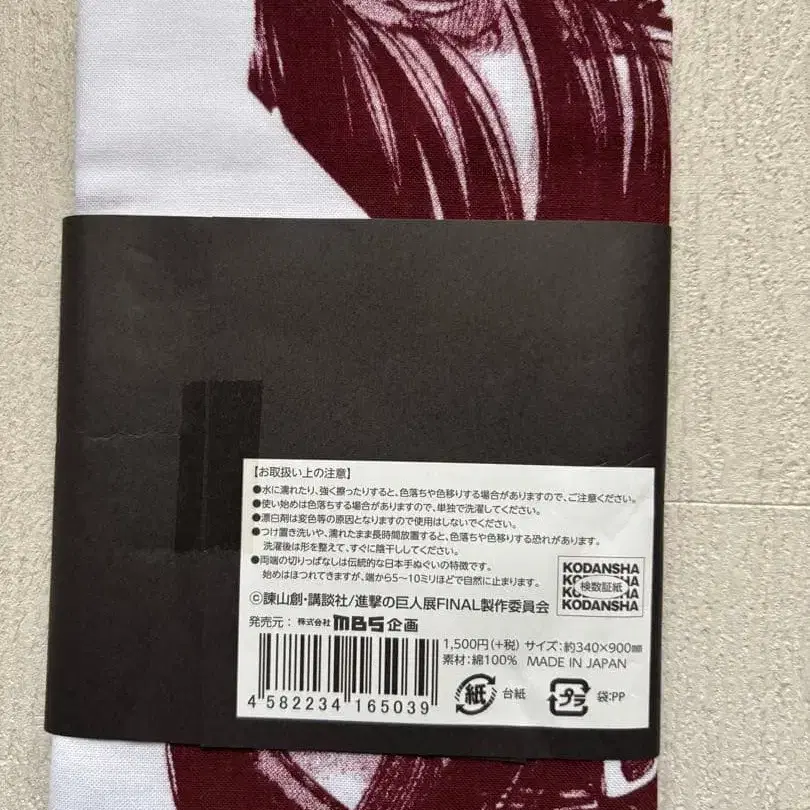 【お取扱い上の注意】
●水に濡れたり、強く擦ったりすると、色落ちや色移りする場合がありますので、ご注意ください。
●使い始めは色落ちする場合がありますので、単独で洗濯してください。
●漂白剤は変色等の原因となりますので使用はしないでください。
●つけ置き洗いや、濡れたまま長時間放置すると、色落ちや色移りする恐れがあります。
洗濯後は形を整えて、すぐに陰干ししてください。
●両端の切りっぱなしは伝統的な日本手ぬぐいの特徴です。
始めはほつれてきますが、端から5〜10ミリほどで自然に止まります。
KODANSHA
検数証紙
KODANSHA
©諫山創・講談社/進撃の巨人展FINAL製作委員会
発売元：株式会社MBS企画
1,500円(+税) サイズ:約340×900㎜
素材:綿100% MADE IN JAPAN
4 582234 165039
紙 台紙
プラ 袋:PP